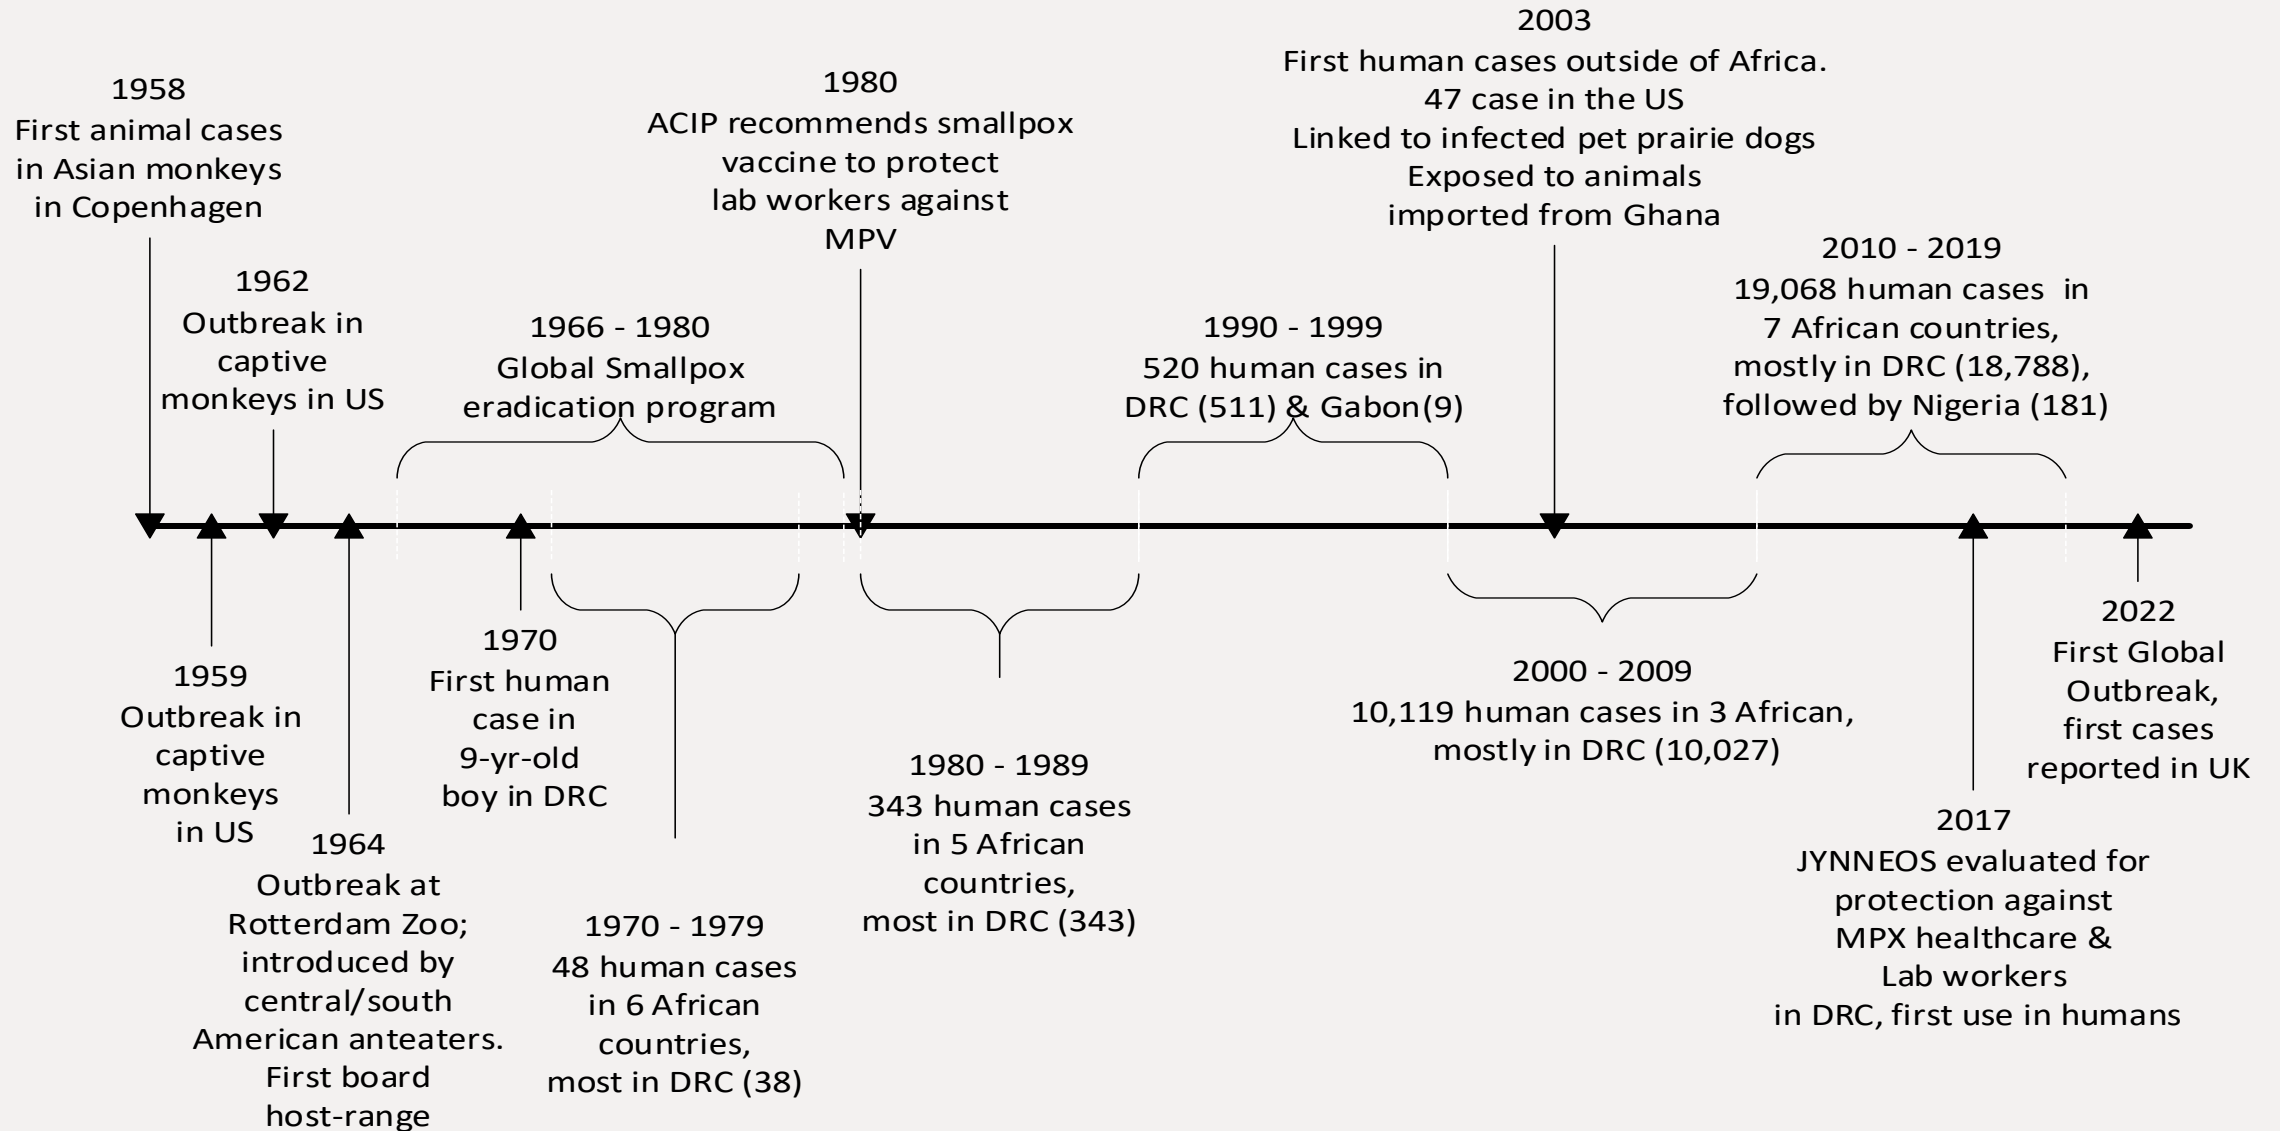 1958
First animal cases
in Asian monkeys
in Copenhagen
1959
Outbreak in
captive
monkeys
in US
1962
Outbreak in
captive
monkeys in US
1964
Outbreak at
Rotterdam Zoo;
introduced by
central/south
American anteaters.
First board
host-range
1966 - 1980
Global Smallpox
eradication program
1970
First human
case in
9-yr-old
boy in DRC
1970 - 1979
48 human cases
in 6 African
countries,
most in DRC (38)
1980
ACIP recommends smallpox
vaccine to protect
lab workers against
MPV
1980 - 1989
343 human cases
in 5 African
countries,
most in DRC (343)
1990 - 1999
520 human cases in
DRC (511) & Gabon(9)
2000 - 2009
10,119 human cases in 3 African,
mostly in DRC (10,027)
2003
First human cases outside of Africa.
47 case in the US
Linked to infected pet prairie dogs
Exposed to animals
imported from Ghana
2010 - 2019
19,068 human cases  in
7 African countries,
mostly in DRC (18,788),
followed by Nigeria (181)
2017
JYNNEOS evaluated for
protection against
MPX healthcare &
Lab workers
in DRC, first use in humans
2022
First Global
Outbreak,
first cases
reported in UK